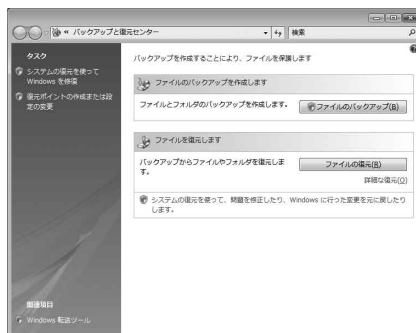 « バックアップと復元センター
検索
タスク
システムの復元を使って
Windows を修復
復元ポイントの作成または設
定の変更
バックアップを作成することにより、ファイルを保護します
ファイルのバックアップを作成します
ファイルとフォルダのバックアップを作成します。
ファイルのバックアップ(B)
ファイルを復元します
バックアップからファイルやフォルダを復元しま
す。
ファイルの復元(R)
詳細な復元(O)
システムの復元を使って、問題を修正したり、Windows に行った変更を元に戻したり
します。
関連項目
Windows 転送ツール